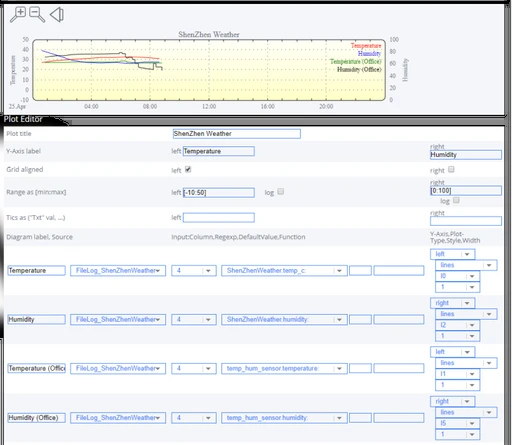 ShenZhen Weather
50
40
30
20
10
0
-10
Temperature
100
80
60
40
20
0
Humidity
Temperature
Humidity
Temperature (Office)
Humidity (Office)
25.Apr 04:00 08:00 12:00 16:00 20:00
Plot Editor
Plot title ShenZhen Weather
Y-Axis label left Temperature right Humidity
Grid aligned left right
Range as [min:max] left [-10:50] log right [0:100] log
Tics as ("Txt" val, ...) left right
Diagram label, Source Input:Column,Regexp,DefaultValue,Function Y-Axis,Plot-Type,Style,Width
Temperature FileLog_ShenZhenWeather 4 ShenZhenWeather.temp_c: left lines l0 1
Humidity FileLog_ShenZhenWeather 4 ShenZhenWeather.humidity: right lines l2 1
Temperature (Offic FileLog_ShenZhenWeather 4 temp_hum_sensor.temperature: left lines l1 1
Humidity (Office) FileLog_ShenZhenWeather 4 temp_hum_sensor.humidity: right lines l5 1